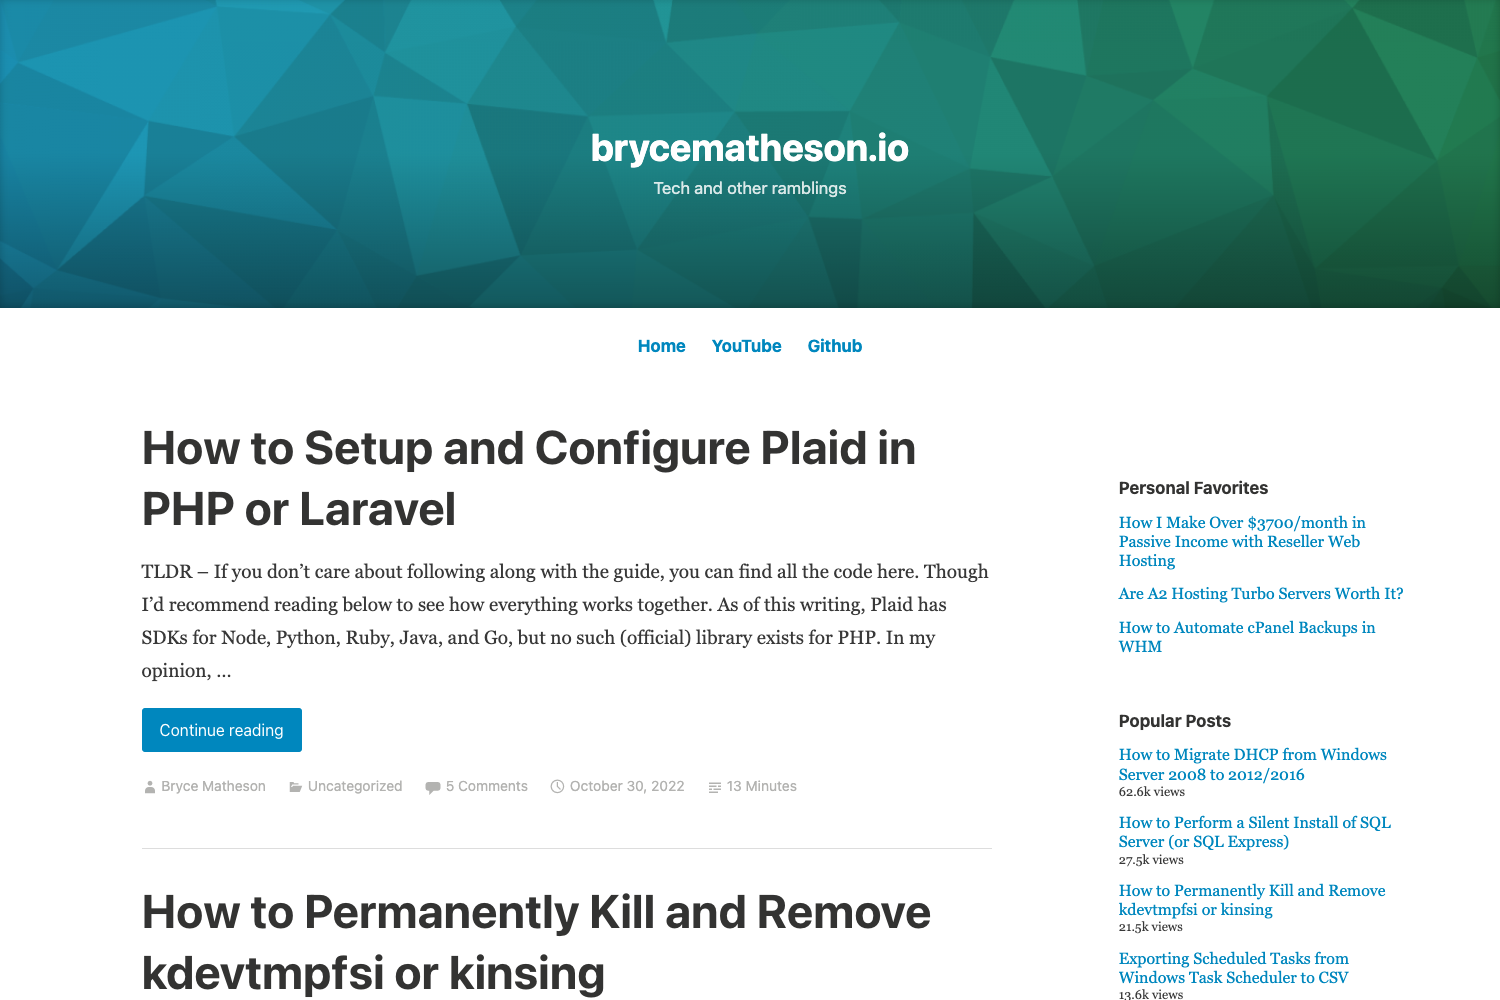 brycematheson.io
Tech and other ramblings
Home YouTube Github
How to Setup and Configure Plaid in
PHP or Laravel
TLDR – If you don’t care about following along with the guide, you can find all the code here. Though
I’d recommend reading below to see how everything works together. As of this writing, Plaid has
SDKs for Node, Python, Ruby, Java, and Go, but no such (official) library exists for PHP. In my
opinion, …
Continue reading
Bryce Matheson Uncategorized 5 Comments October 30, 2022 13 Minutes
How to Permanently Kill and Remove
kdevtmpfsi or kinsing
Personal Favorites
How I Make Over $3700/month in
Passive Income with Reseller Web
Hosting
Are A2 Hosting Turbo Servers Worth It?
How to Automate cPanel Backups in
WHM
Popular Posts
How to Migrate DHCP from Windows
Server 2008 to 2012/2016
62.6k views
How to Perform a Silent Install of SQL
Server (or SQL Express)
27.5k views
How to Permanently Kill and Remove
kdevtmpfsi or kinsing
21.5k views
Exporting Scheduled Tasks from
Windows Task Scheduler to CSV
13.6k views